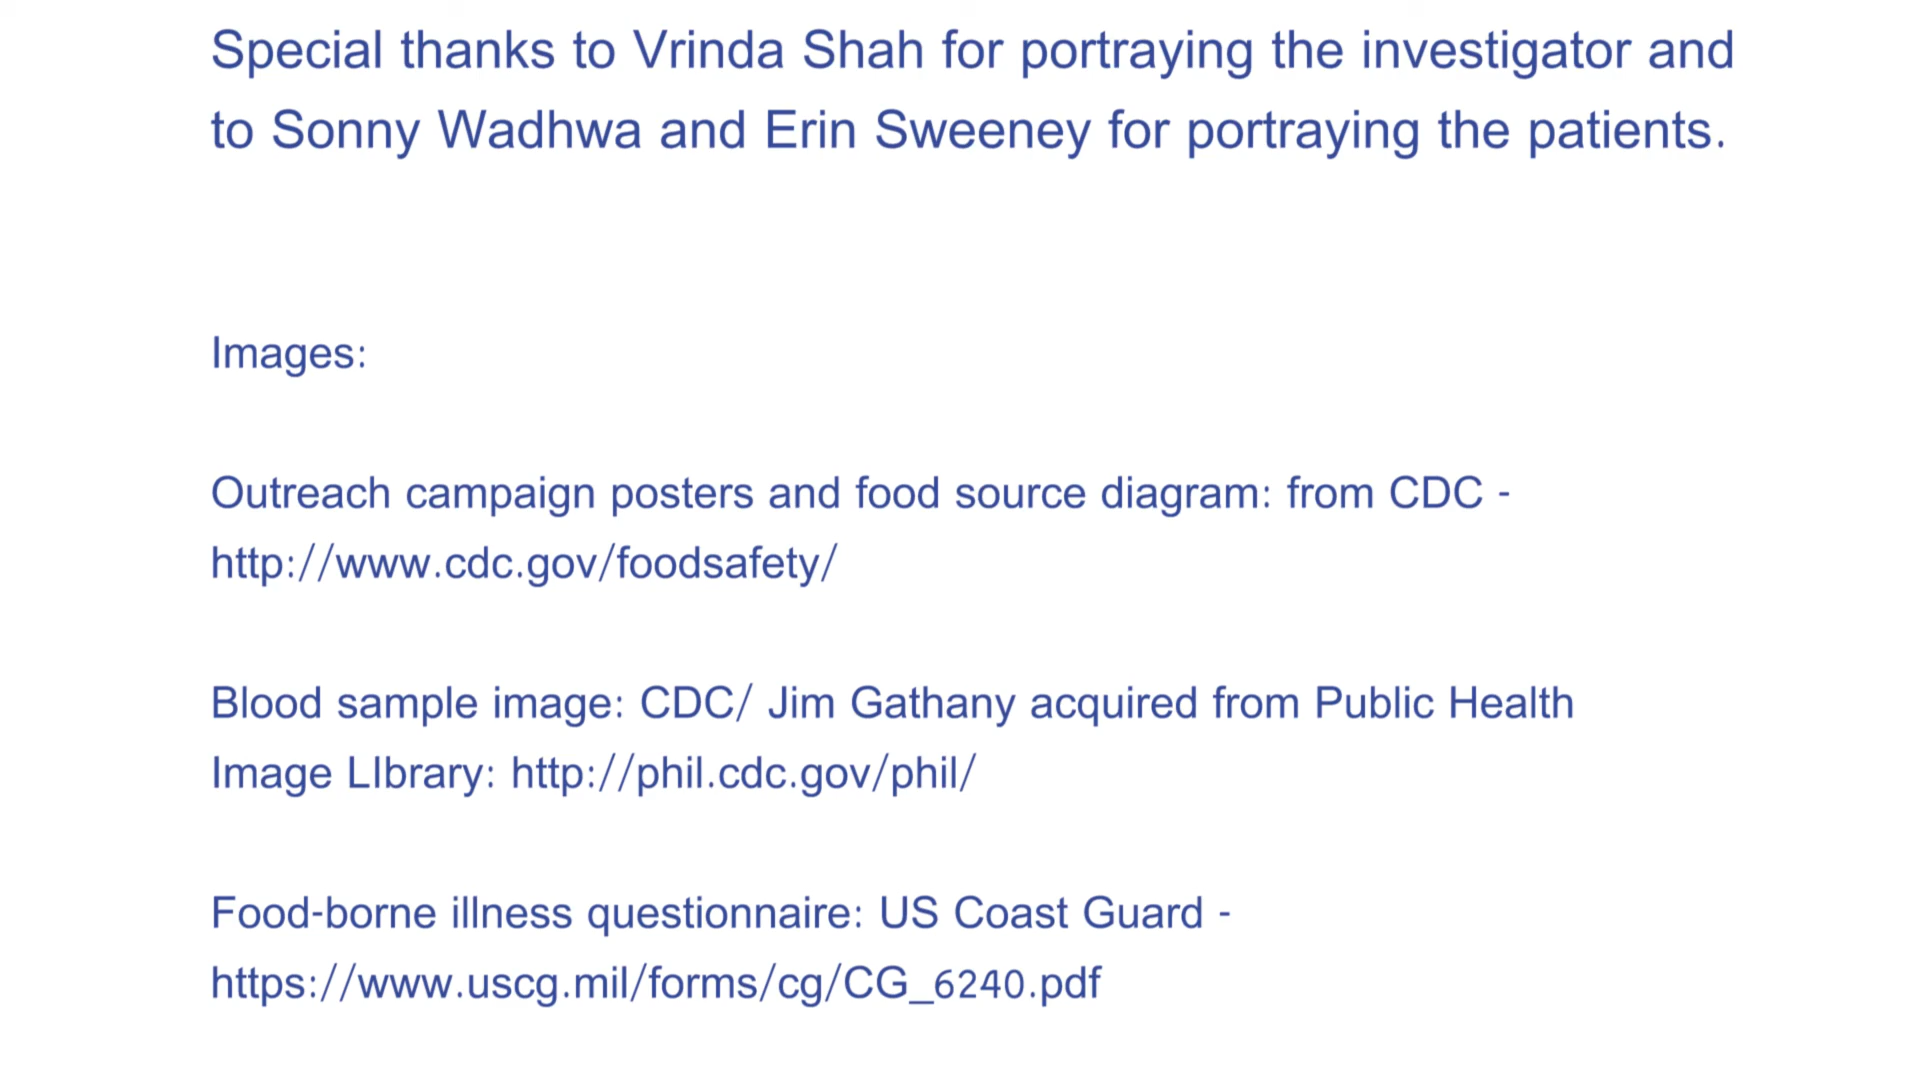 Special thanks to Vrinda Shah for portraying the investigator and
to Sonny Wadhwa and Erin Sweeney for portraying the patients.
Images:
Outreach campaign posters and food source diagram: from CDC -
http://www.cdc.gov/foodsafety/
Blood sample image: CDC/ Jim Gathany acquired from Public Health
Image LIbrary: http://phil.cdc.gov/phil/
Food-borne illness questionnaire: US Coast Guard -
https://www.uscg.mil/forms/cg/CG_6240.pdf